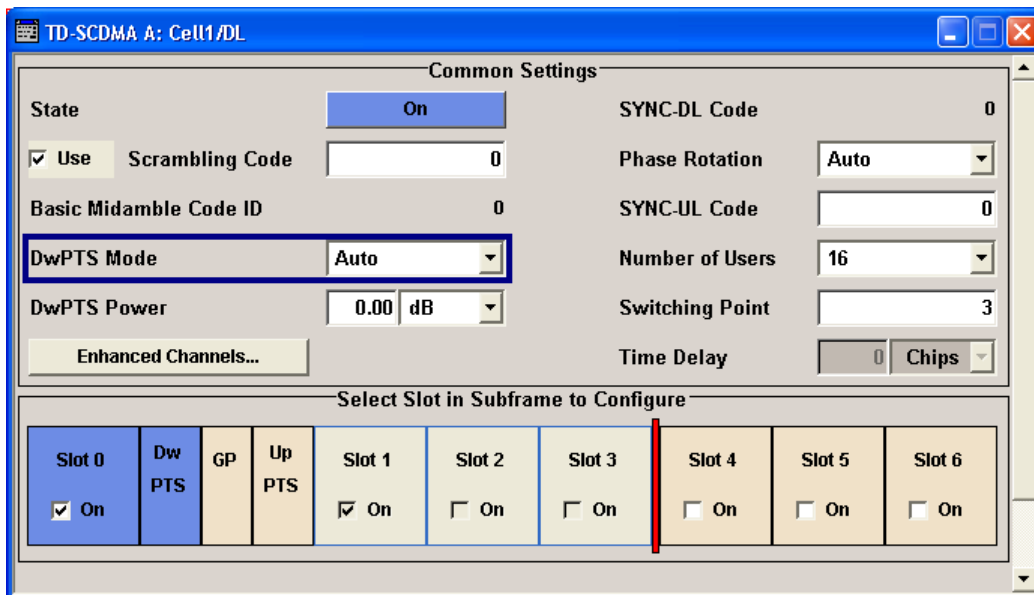 TD-SCDMA A: Cell1/DL
Common Settings
State On SYNC-DL Code 0
Use Scrambling Code 0 Phase Rotation Auto
Basic Midamble Code ID 0 SYNC-UL Code 0
DwPTS Mode Auto Number of Users 16
DwPTS Power 0.00 dB Switching Point 3
Enhanced Channels... Time Delay 0 Chips
Select Slot in Subframe to Configure
Slot 0 Dw GP Up Slot 1 Slot 2 Slot 3 Slot 4 Slot 5 Slot 6
PTS PTS
On On On On On On On